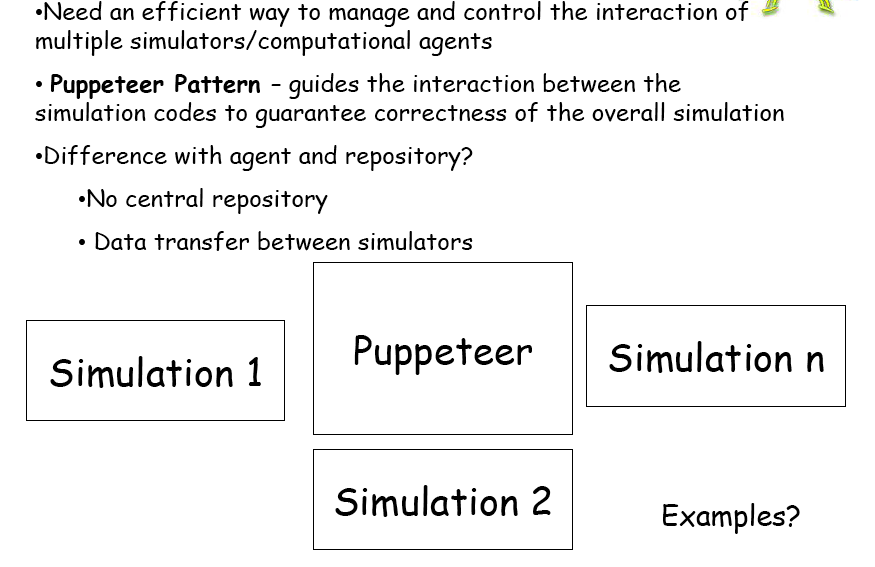 •Need an efficient way to manage and control the interaction of
multiple simulators/computational agents
• Puppeteer Pattern – guides the interaction between the
simulation codes to guarantee correctness of the overall simulation
•Difference with agent and repository?
•No central repository
• Data transfer between simulators
Simulation 1
Puppeteer
Simulation n
Simulation 2
Examples?